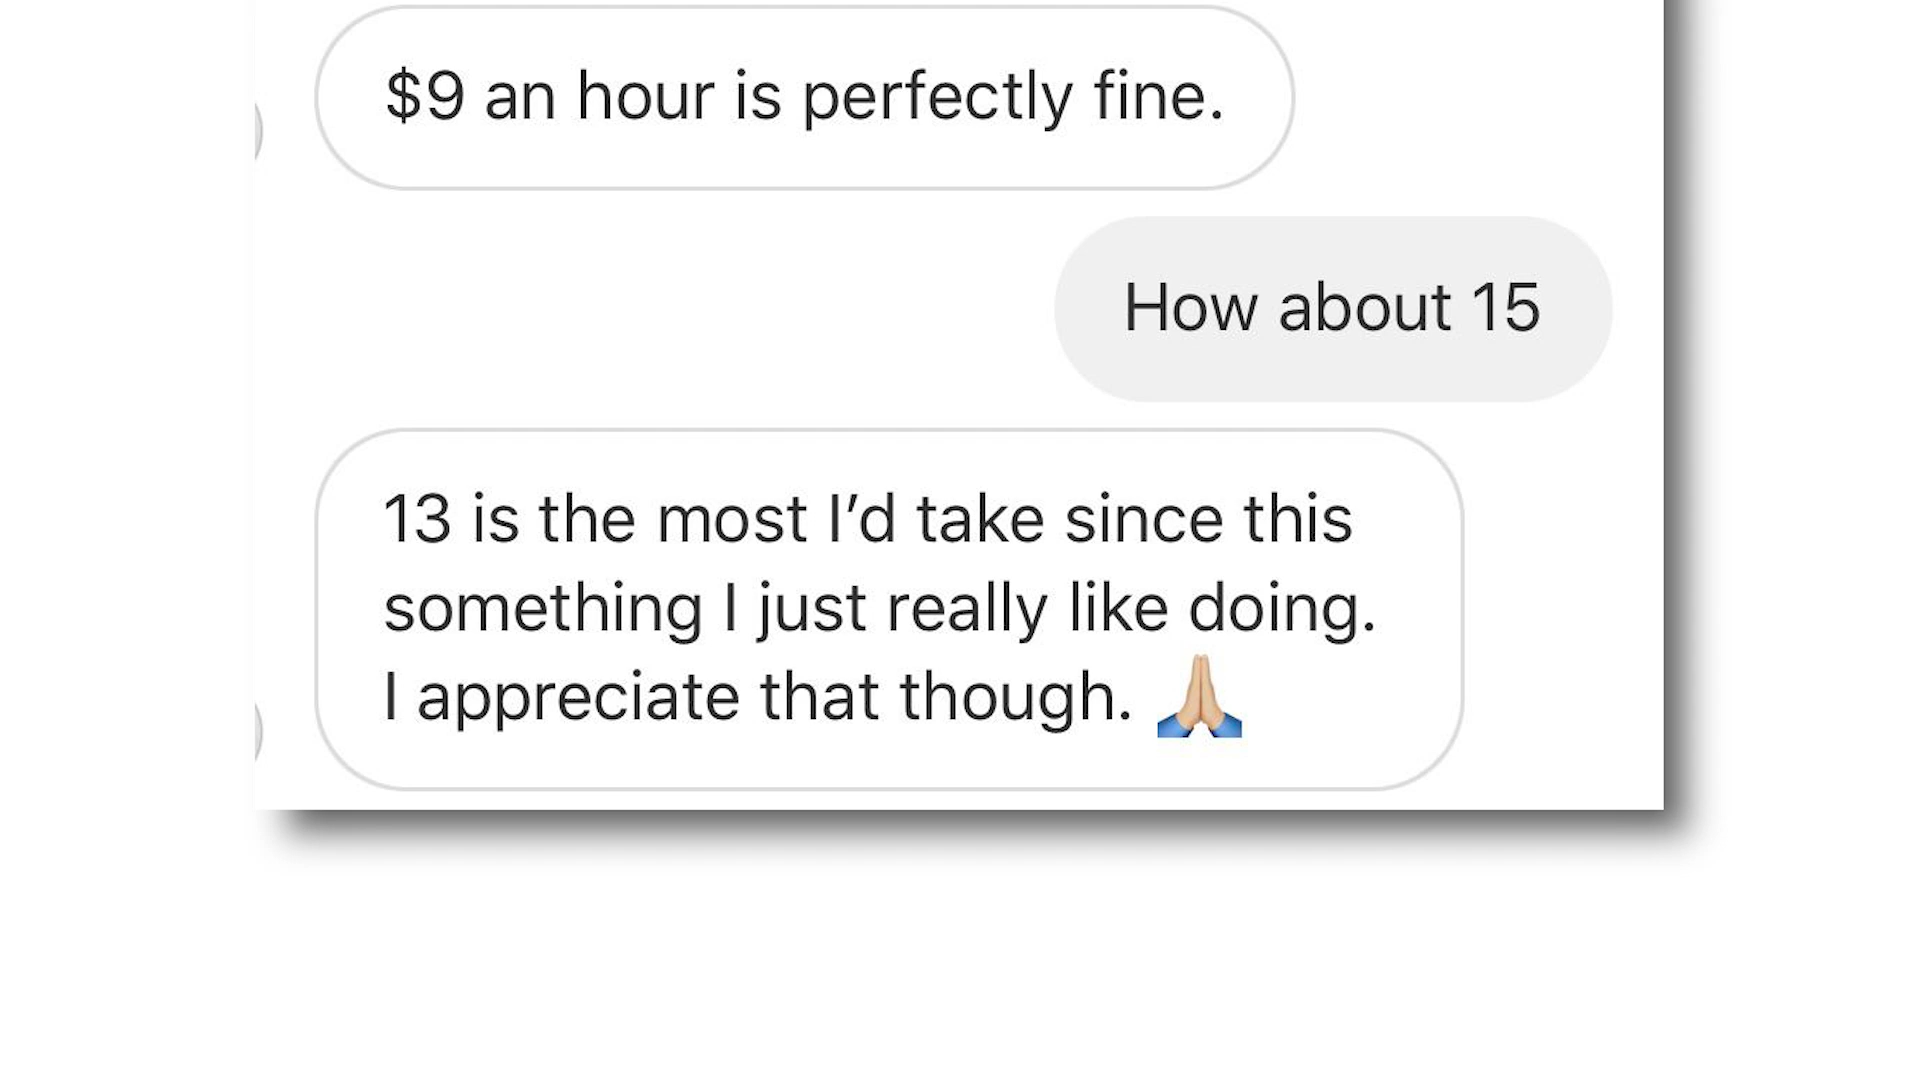 $9 an hour is perfectly fine.
How about 15
13 is the most I’d take since this
something I just really like doing.
I appreciate that though. 🙏🏼